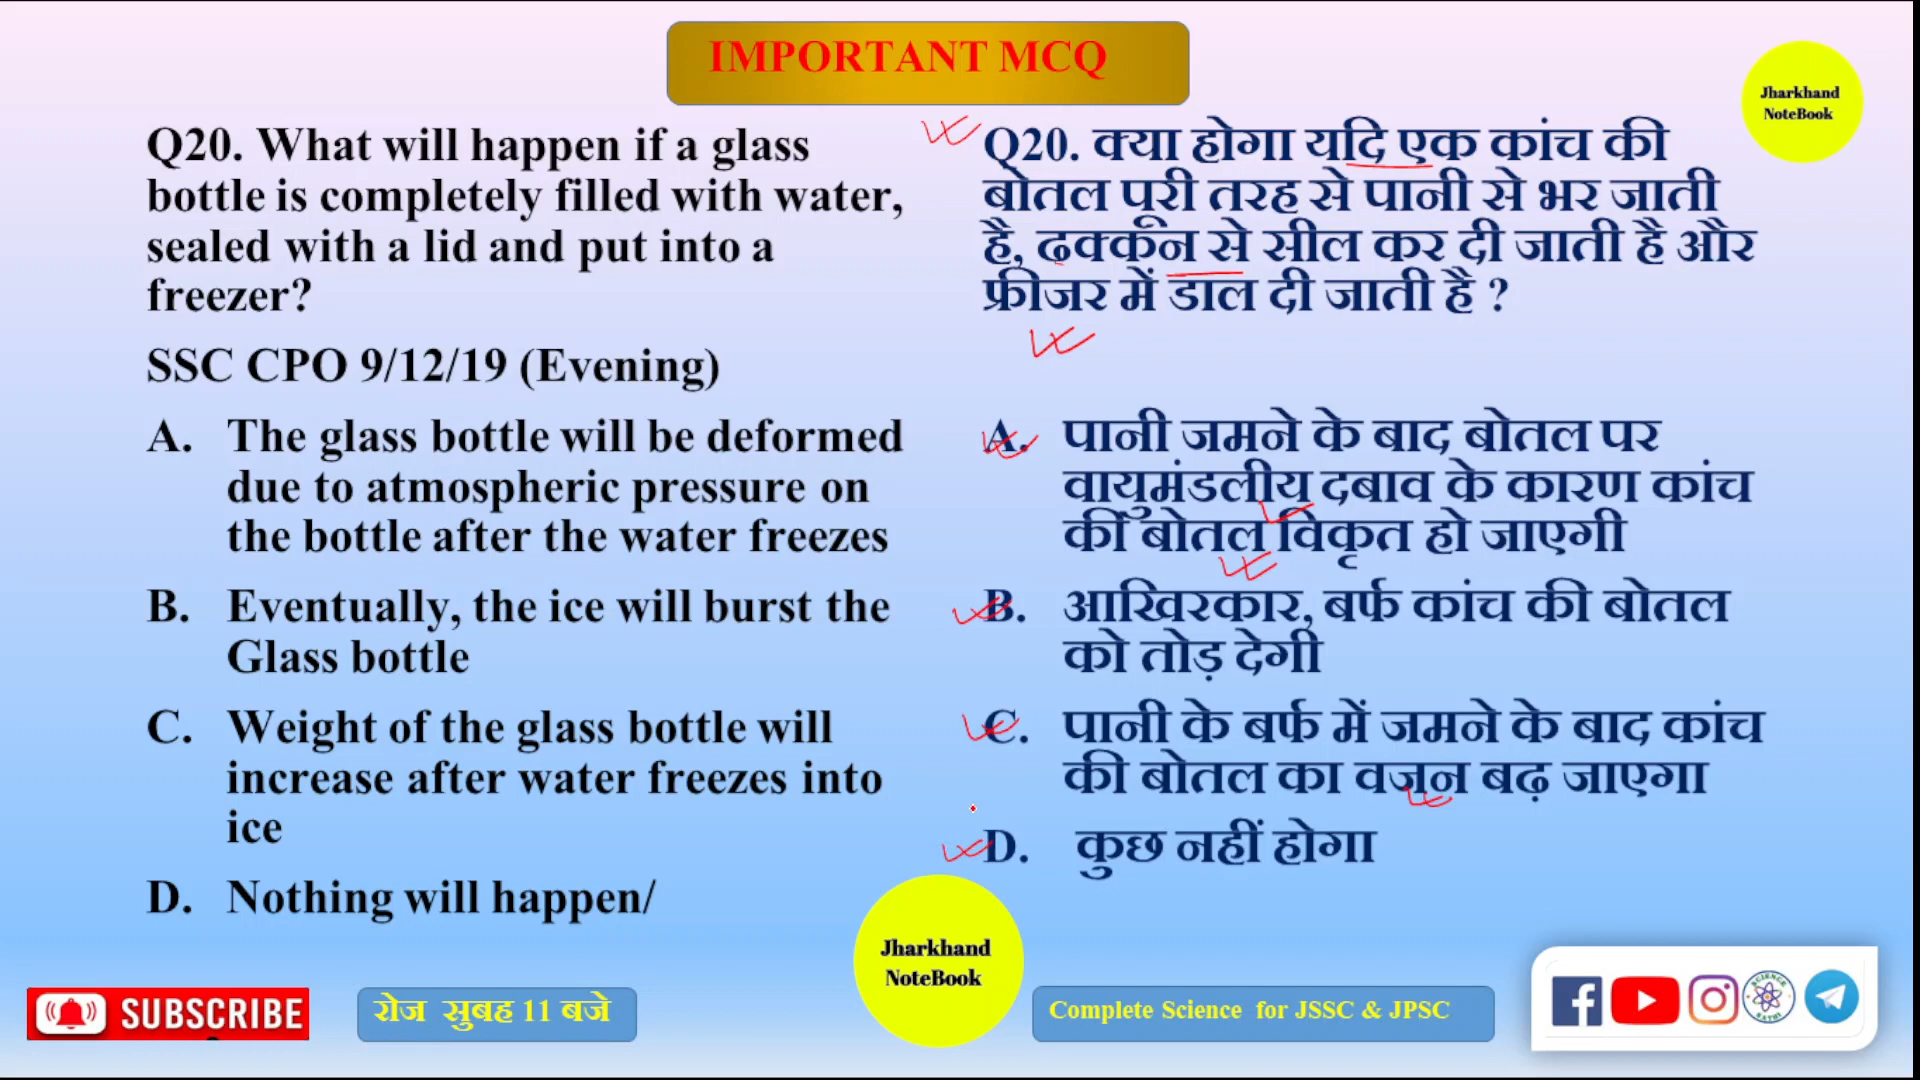 IMPORTANT MCQ
Jharkhand
NoteBook
Q20. What will happen if a glass
bottle is completely filled with water,
sealed with a lid and put into a
freezer?
SSC CPO 9/12/19 (Evening)
A. The glass bottle will be deformed
due to atmospheric pressure on
the bottle after the water freezes
B. Eventually, the ice will burst the
Glass bottle
C. Weight of the glass bottle will
increase after water freezes into
ice
D. Nothing will happen/
Q20. क्या होगा यदि एक कांच की
बोतल पूरी तरह से पानी से भर जाती
है, ढक्कन से सील कर दी जाती है और
फ्रीजर में डाल दी जाती है ?
A. पानी जमने के बाद बोतल पर
वायुमंडलीय दबाव के कारण कांच
की बोतल विकृत हो जाएगी
B. आखिरकार, बर्फ कांच की बोतल
को तोड़ देगी
C. पानी के बर्फ में जमने के बाद कांच
की बोतल का वजन बढ़ जाएगा
D. कुछ नहीं होगा
Jharkhand
NoteBook
SUBSCRIBE
रोज सुबह 11 बजे
Complete Science for JSSC & JPSC